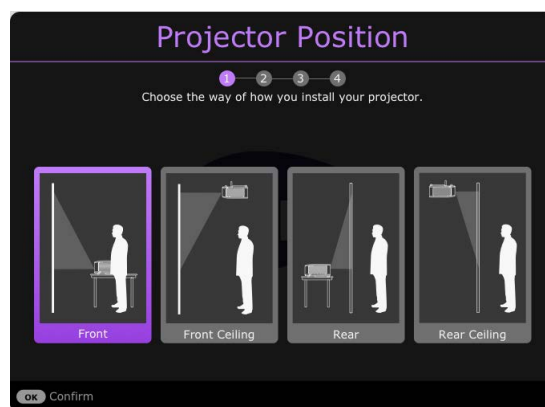 Projector Position
1 2 3 4
Choose the way of how you install your projector.
Front
Front Ceiling
Rear
Rear Ceiling
OK Confirm